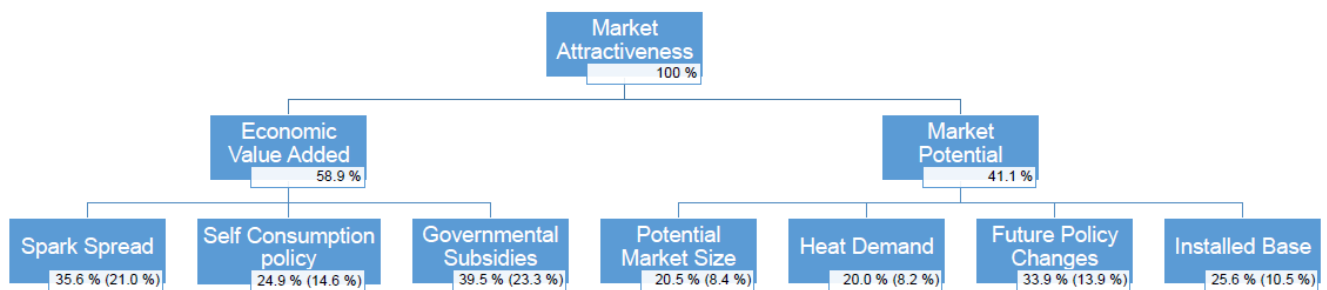 Market
Attractiveness
100 %
Economic
Value Added
58.9 %
Market
Potential
41.1 %
Spark Spread
35.6 % (21.0 %)
Self Consumption
policy
24.9 % (14.6 %)
Governmental
Subsidies
39.5 % (23.3 %)
Potential
Market Size
20.5 % (8.4 %)
Heat Demand
20.0 % (8.2 %)
Future Policy
Changes
33.9 % (13.9 %)
Installed Base
25.6 % (10.5 %)